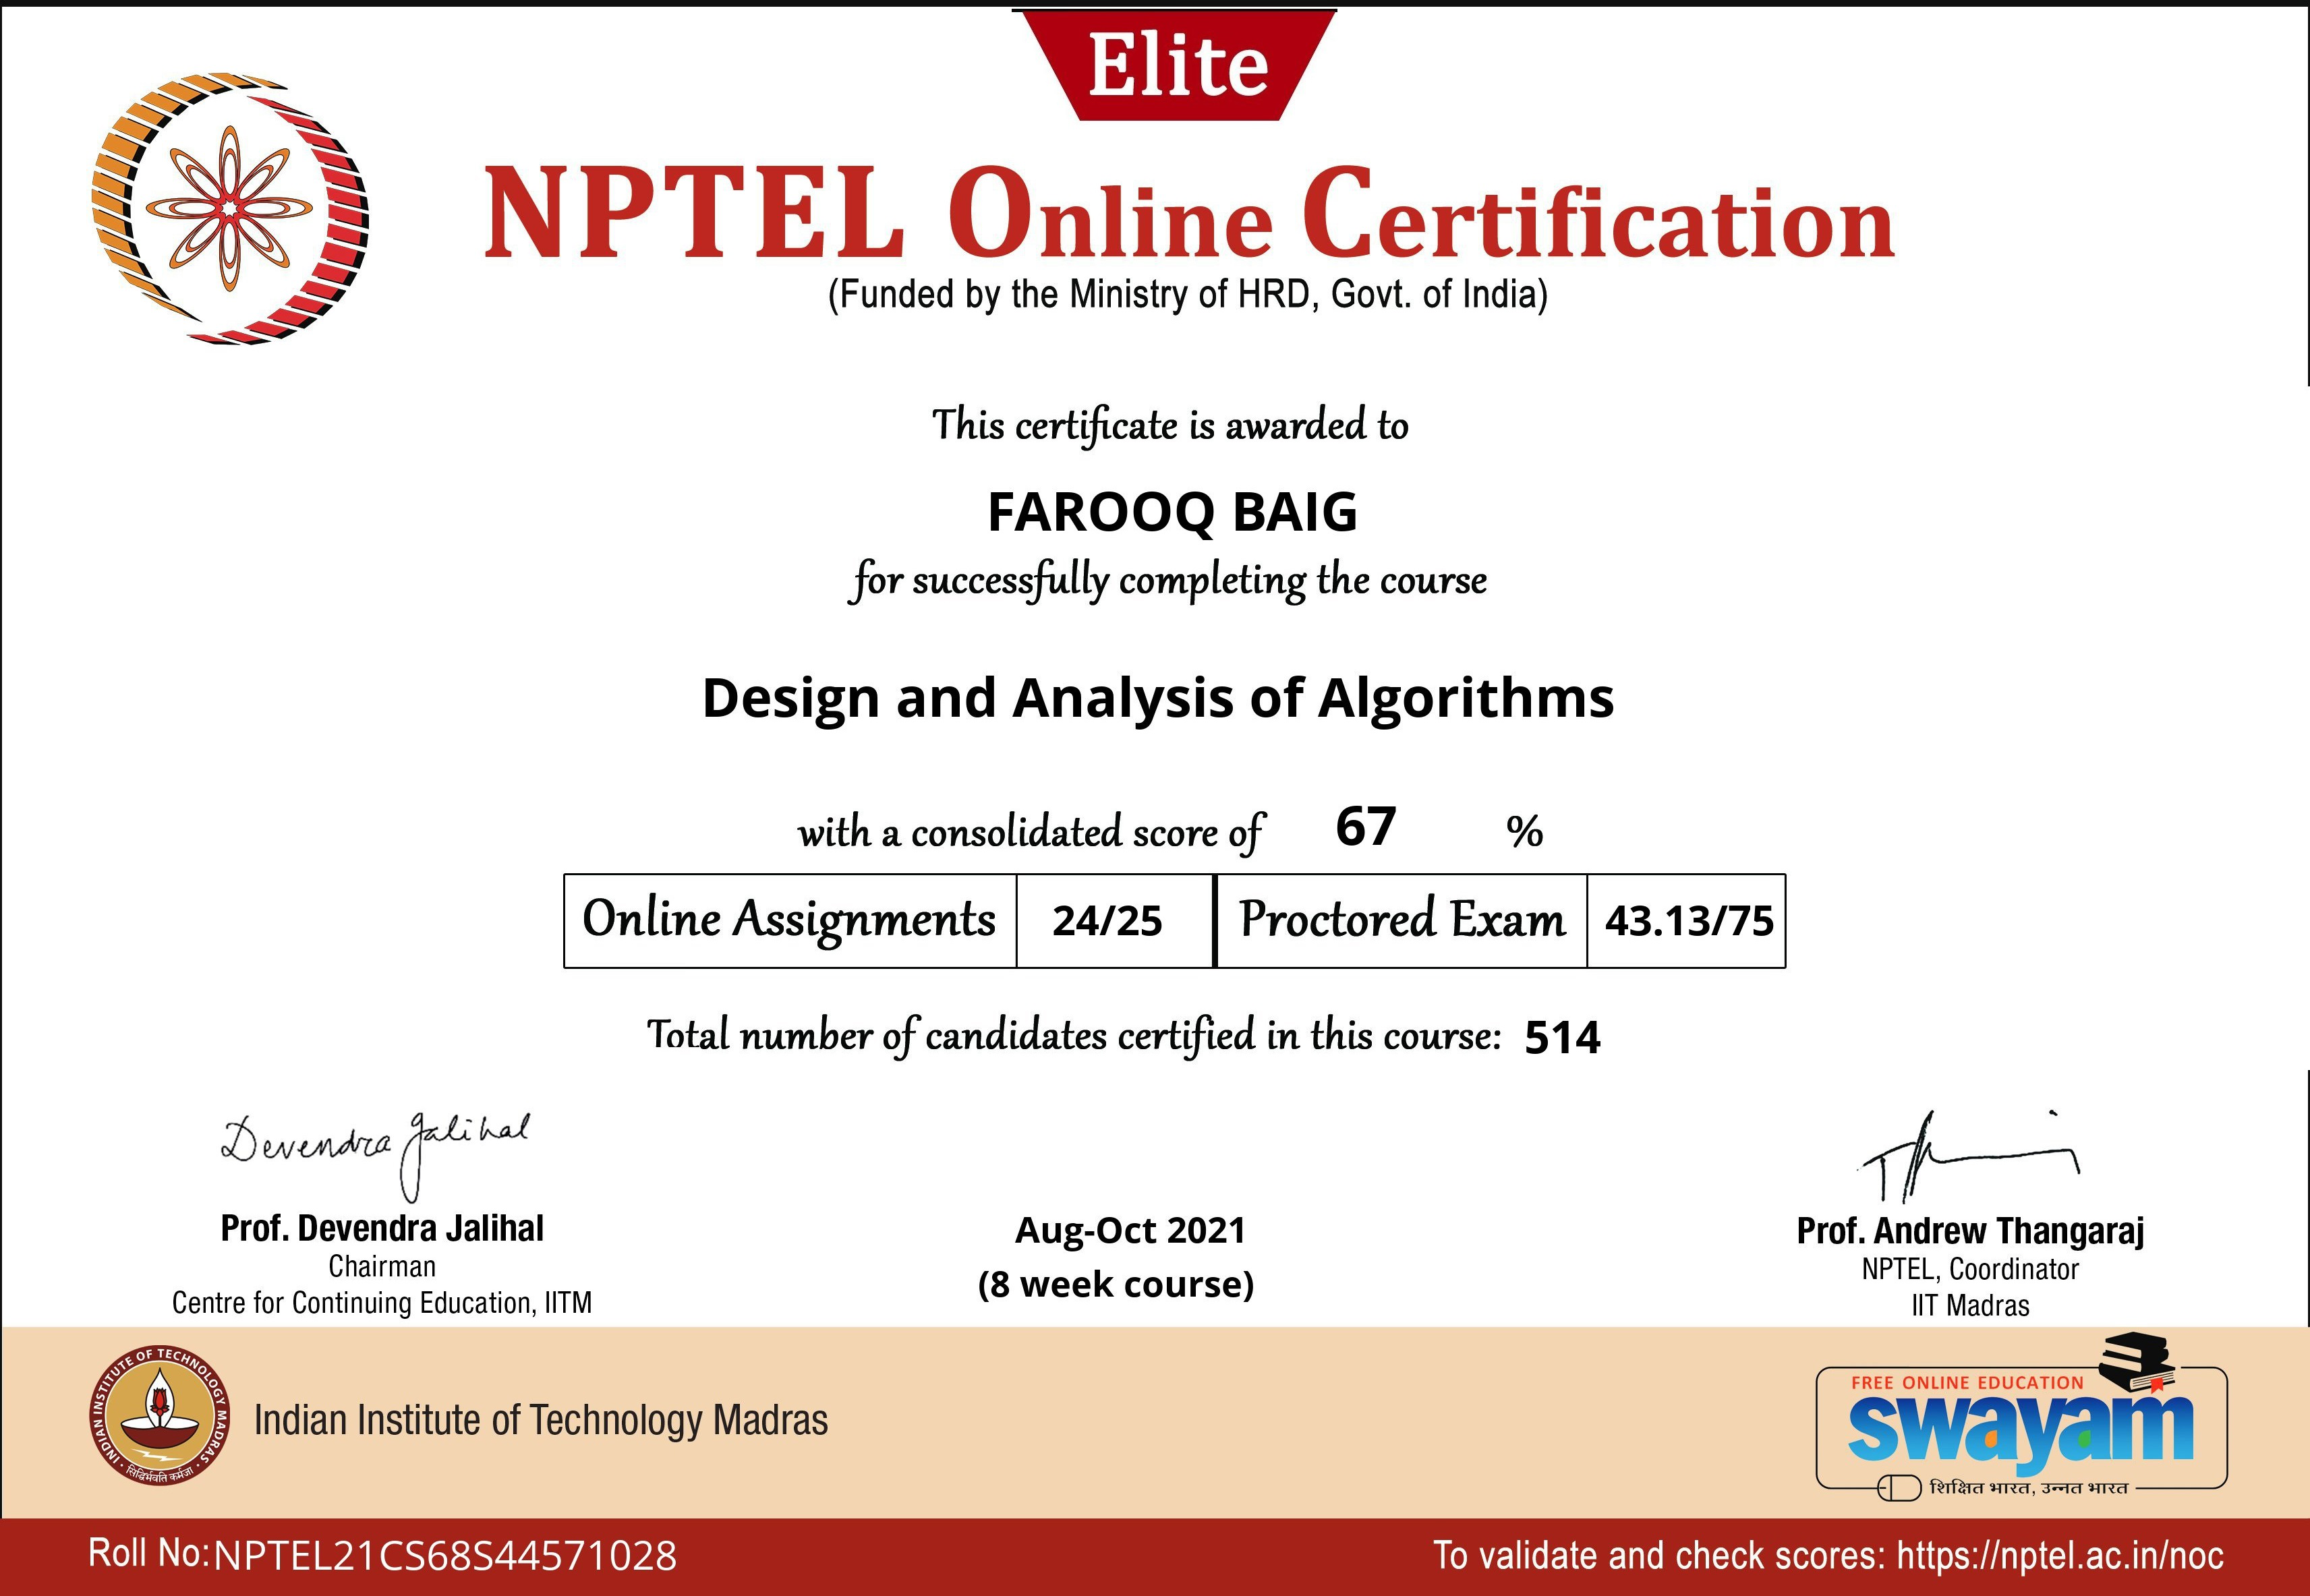 Elite
NPTEL Online Certification
(Funded by the Ministry of HRD, Govt. of India)
This certificate is awarded to
FAROOQ BAIG
for successfully completing the course
Design and Analysis of Algorithms
with a consolidated score of 67 %
Online Assignments 24/25 Proctored Exam 43.13/75
Total number of candidates certified in this course: 514
Devendra Jalihal
Prof. Devendra Jalihal
Chairman
Centre for Continuing Education, IITM
Aug-Oct 2021
(8 week course)
Prof. Andrew Thangaraj
NPTEL, Coordinator
IIT Madras
INDIAN INSTITUTE OF TECHNOLOGY MADRAS
सिद्धिर्भवति कर्मजा
Indian Institute of Technology Madras
FREE ONLINE EDUCATION
swayam
शिक्षित भारत, उन्नत भारत
Roll No:NPTEL21CS68S44571028
To validate and check scores: https://nptel.ac.in/noc